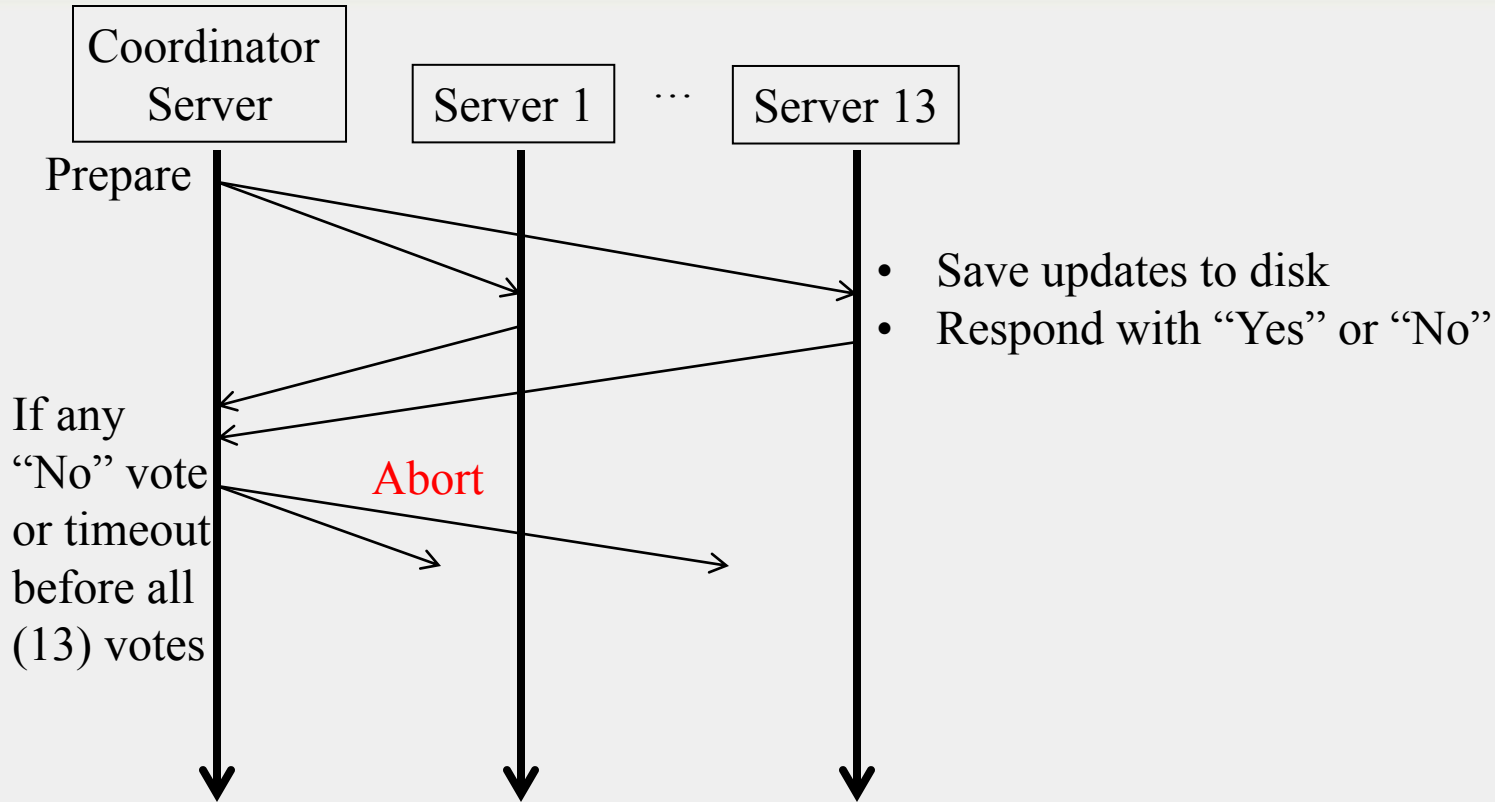 Coordinator
Server
Server 1
...
Server 13
Prepare
• Save updates to disk
• Respond with “Yes” or “No”
If any
“No” vote
or timeout
before all
(13) votes
Abort